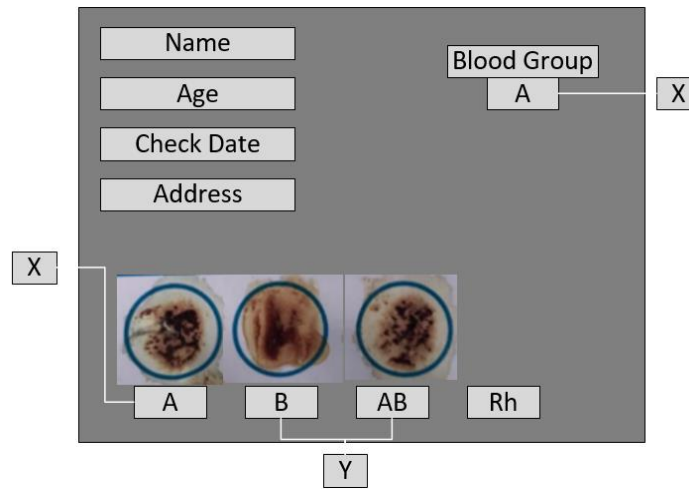 Name
Blood Group
Age
A
X
Check Date
Address
X
A
B
AB
Rh
Y